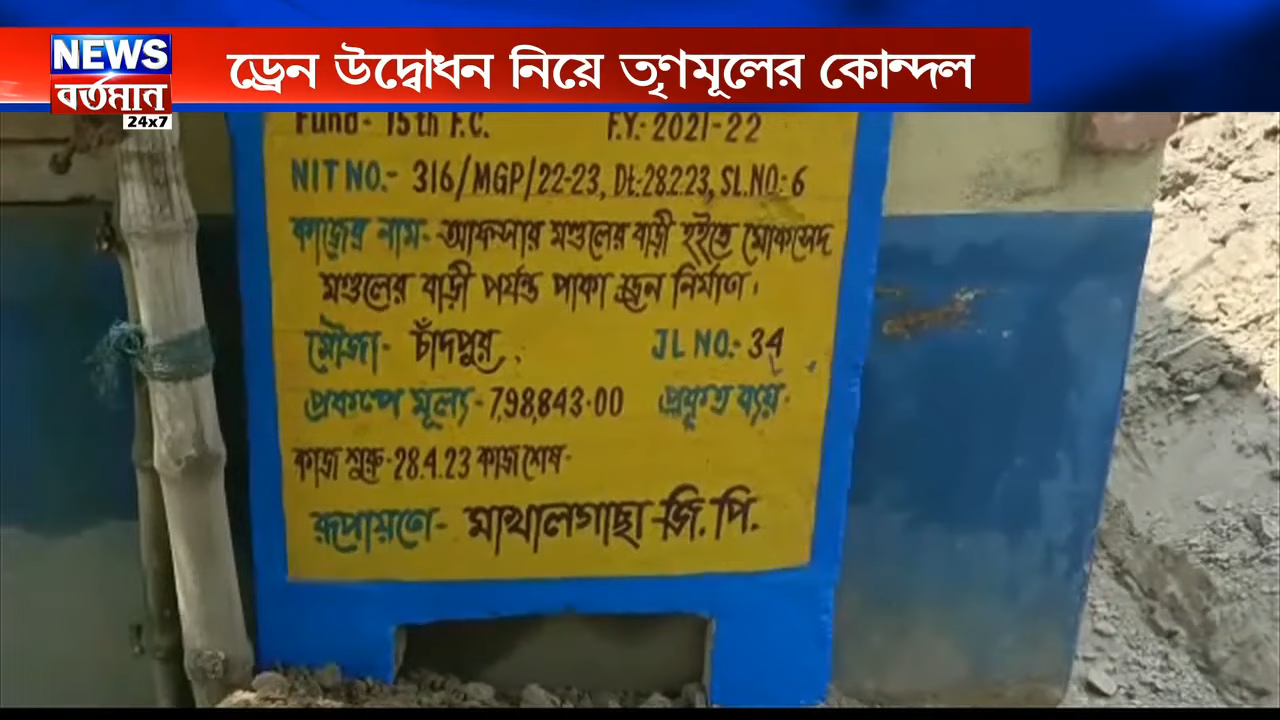 NEWS
বর্তমান
24x7
ড্রেন উদ্বোধন নিয়ে তৃণমূলের কোন্দল
Fund- 15th F.C. F.Y.- 2021-22
NIT NO.- 316/MGP/22-23, Dt:-28.2.23, SL.NO.- 6
কাজের নাম- আফসার মণ্ডলের বাড়ী হইতে মোকসেদ
মণ্ডলের বাড়ী পর্যন্ত পাকা ড্রেন নির্মাণ।
মৌজা- চাঁদপুর, JL NO.- 34
প্রকল্পে মূল্য- 7,98,843.00 প্রকৃত ব্যয়-
কাজ শুরু- 28.4.23 কাজ শেষ-
রূপায়ণে- মাখালগাছা জি. পি.